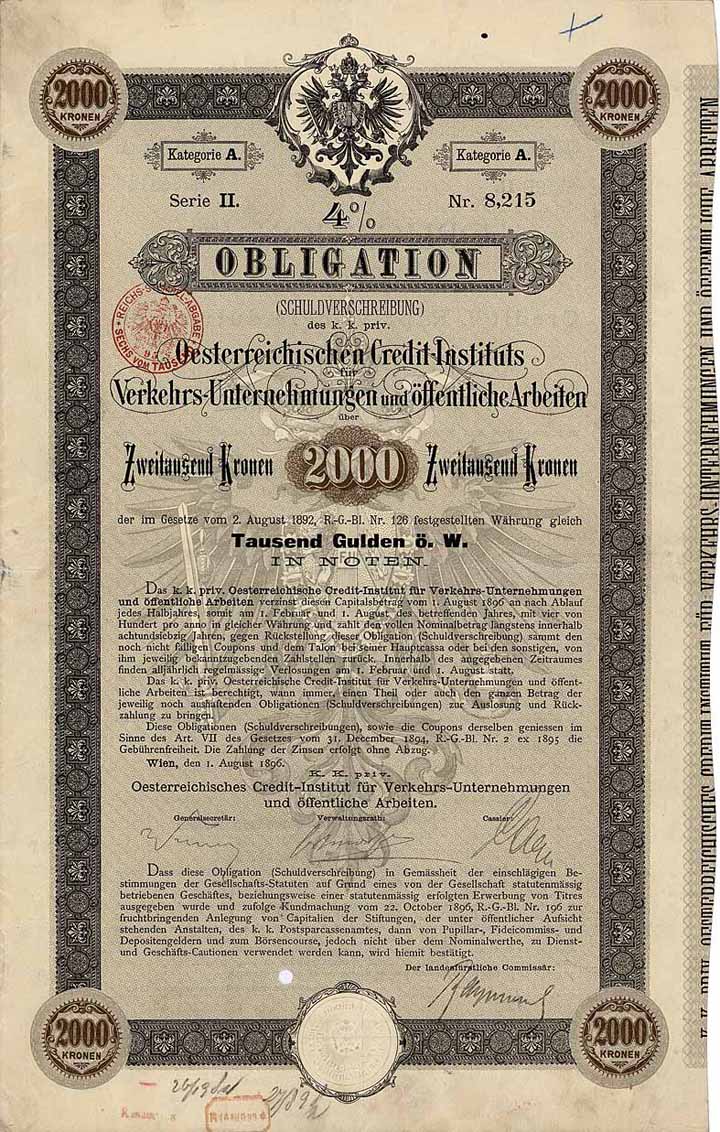 2000 KRONEN
2000 KRONEN
Kategorie A.
Kategorie A.
Serie II.
Nr. 8,215
4%
OBLIGATION
(SCHULDVERSCHREIBUNG)
des k. k. priv.
Oesterreichischen Credit-Instituts
für
Verkehrs-Unternehmungen und öffentliche Arbeiten
über
Zweitausend Kronen 2000 Zweitausend Kronen
der im Gesetze vom 2. August 1892, R.-G.-Bl. Nr. 126 festgestellten Währung gleich
Tausend Gulden ö. W.
IN NOTEN.
Das k. k. priv. Oesterreichische Credit-Institut für Verkehrs-Unternehmungen
und öffentliche Arbeiten verzinst diesen Capitalsbetrag vom 1. August 1896 an nach Ablauf
jedes Halbjahres, somit am 1. Februar und 1. August des betreffenden Jahres, mit vier von
Hundert pro anno in gleicher Währung und zahlt den vollen Nominalbetrag längstens innerhalb
achtundsiebzig Jahren, gegen Rückstellung dieser Obligation (Schuldverschreibung) sammt den
noch nicht fälligen Coupons und dem Talon bei seiner Hauptcassa oder bei den sonstigen, von
ihm jeweilig bekanntzugebenden Zahlstellen zurück. Innerhalb des angegebenen Zeitraumes
finden alljährlich regelmässige Verlosungen am 1. Februar und 1. August statt.
Das k. k. priv. Oesterreichische Credit-Institut für Verkehrs-Unternehmungen und öffent-
liche Arbeiten ist berechtigt, wann immer, einen Theil oder auch den ganzen Betrag der
jeweilig noch aushaftenden Obligationen (Schuldverschreibungen) zur Auslosung und Rück-
zahlung zu bringen.
Diese Obligationen (Schuldverschreibungen), sowie die Coupons derselben geniessen im
Sinne des Art. VII des Gesetzes vom 31. December 1894, R.-G.-Bl. Nr. 2 ex 1895 die
Gebührenfreiheit. Die Zahlung der Zinsen erfolgt ohne Abzug.
Wien, den 1. August 1896.
K. K. priv.
Oesterreichisches Credit-Institut für Verkehrs-Unternehmungen
und öffentliche Arbeiten.
Generalsecretär:
Verwaltungsrath:
Cassier:
Dass diese Obligation (Schuldverschreibung) in Gemässheit der einschlägigen Be-
stimmungen der Gesellschafts-Statuten auf Grund eines von der Gesellschaft statutenmässig
betriebenen Geschäftes, beziehungsweise einer statutenmässig erfolgten Erwerbung von Titres
ausgegeben wurde und zufolge Kundmachung vom 22. October 1896, R.-G.-Bl. Nr. 196 zur
fruchtbringenden Anlegung von Capitalien der Stiftungen, der unter öffentlicher Aufsicht
stehenden Anstalten, des k. k. Postsparcassenamtes, dann von Pupillar-, Fideicommiss- und
Depositengeldern und zum Börsencourse, jedoch nicht über dem Nominalwerthe, zu Dienst-
und Geschäfts-Cautionen verwendet werden kann, wird hiemit bestätigt.
Der landesfürstliche Commissär:
2000 KRONEN
2000 KRONEN